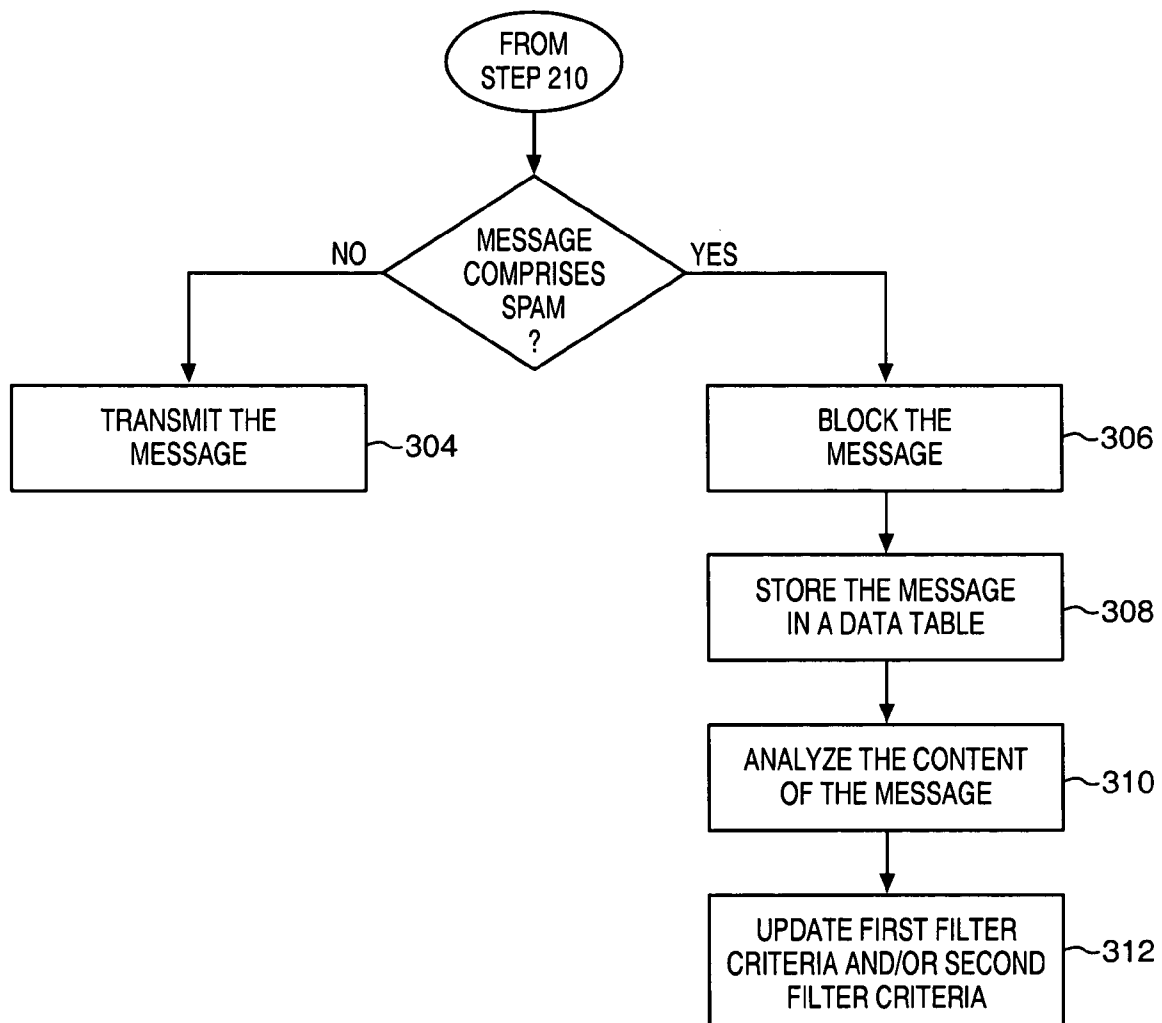 FROM
STEP 210
MESSAGE
COMPRISES
SPAM
?
NO
YES
TRANSMIT THE
MESSAGE
304
BLOCK THE
MESSAGE
306
STORE THE MESSAGE
IN A DATA TABLE
308
ANALYZE THE CONTENT
OF THE MESSAGE
310
UPDATE FIRST FILTER
CRITERIA AND/OR SECOND
FILTER CRITERIA
312